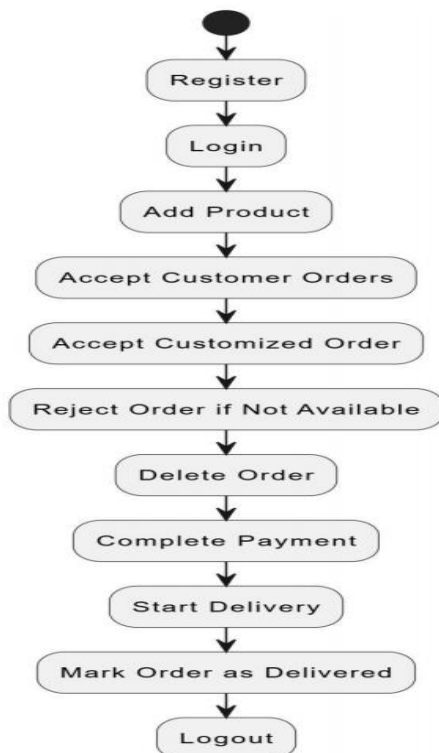 Register
Login
Add Product
Accept Customer Orders
Accept Customized Order
Reject Order if Not Available
Delete Order
Complete Payment
Start Delivery
Mark Order as Delivered
Logout